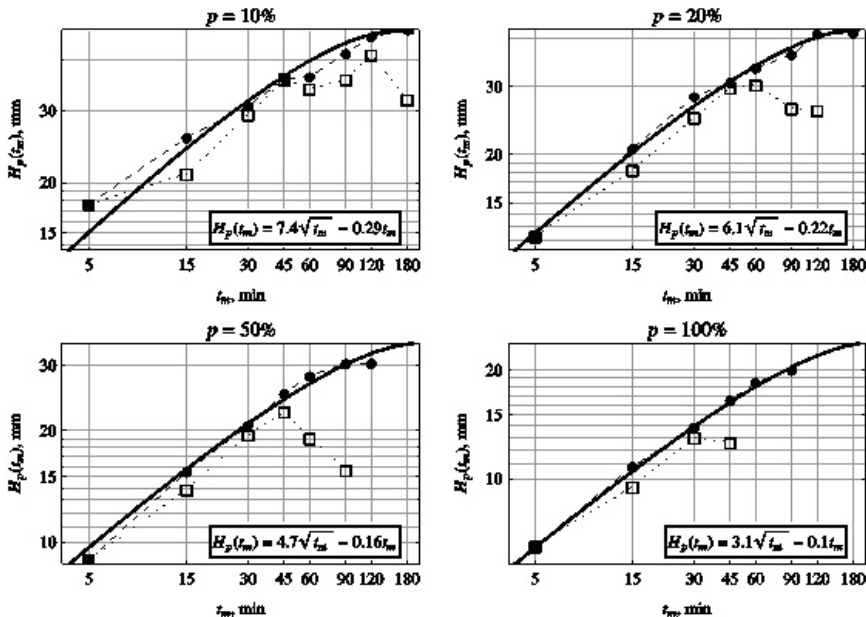 p = 10%
H_p(t_m), mm
30
20
15
H_p(t_m) = 7.4√t_m − 0.29t_m
5 15 30 45 60 90 120 180
t_m, min
p = 20%
H_p(t_m), mm
30
20
15
H_p(t_m) = 6.1√t_m − 0.22t_m
5 15 30 45 60 90 120 180
t_m, min
p = 50%
H_p(t_m), mm
30
20
15
10
H_p(t_m) = 4.7√t_m − 0.16t_m
5 15 30 45 60 90 120 180
t_m, min
p = 100%
H_p(t_m), mm
20
15
10
H_p(t_m) = 3.1√t_m − 0.1t_m
5 15 30 45 60 90 120 180
t_m, min